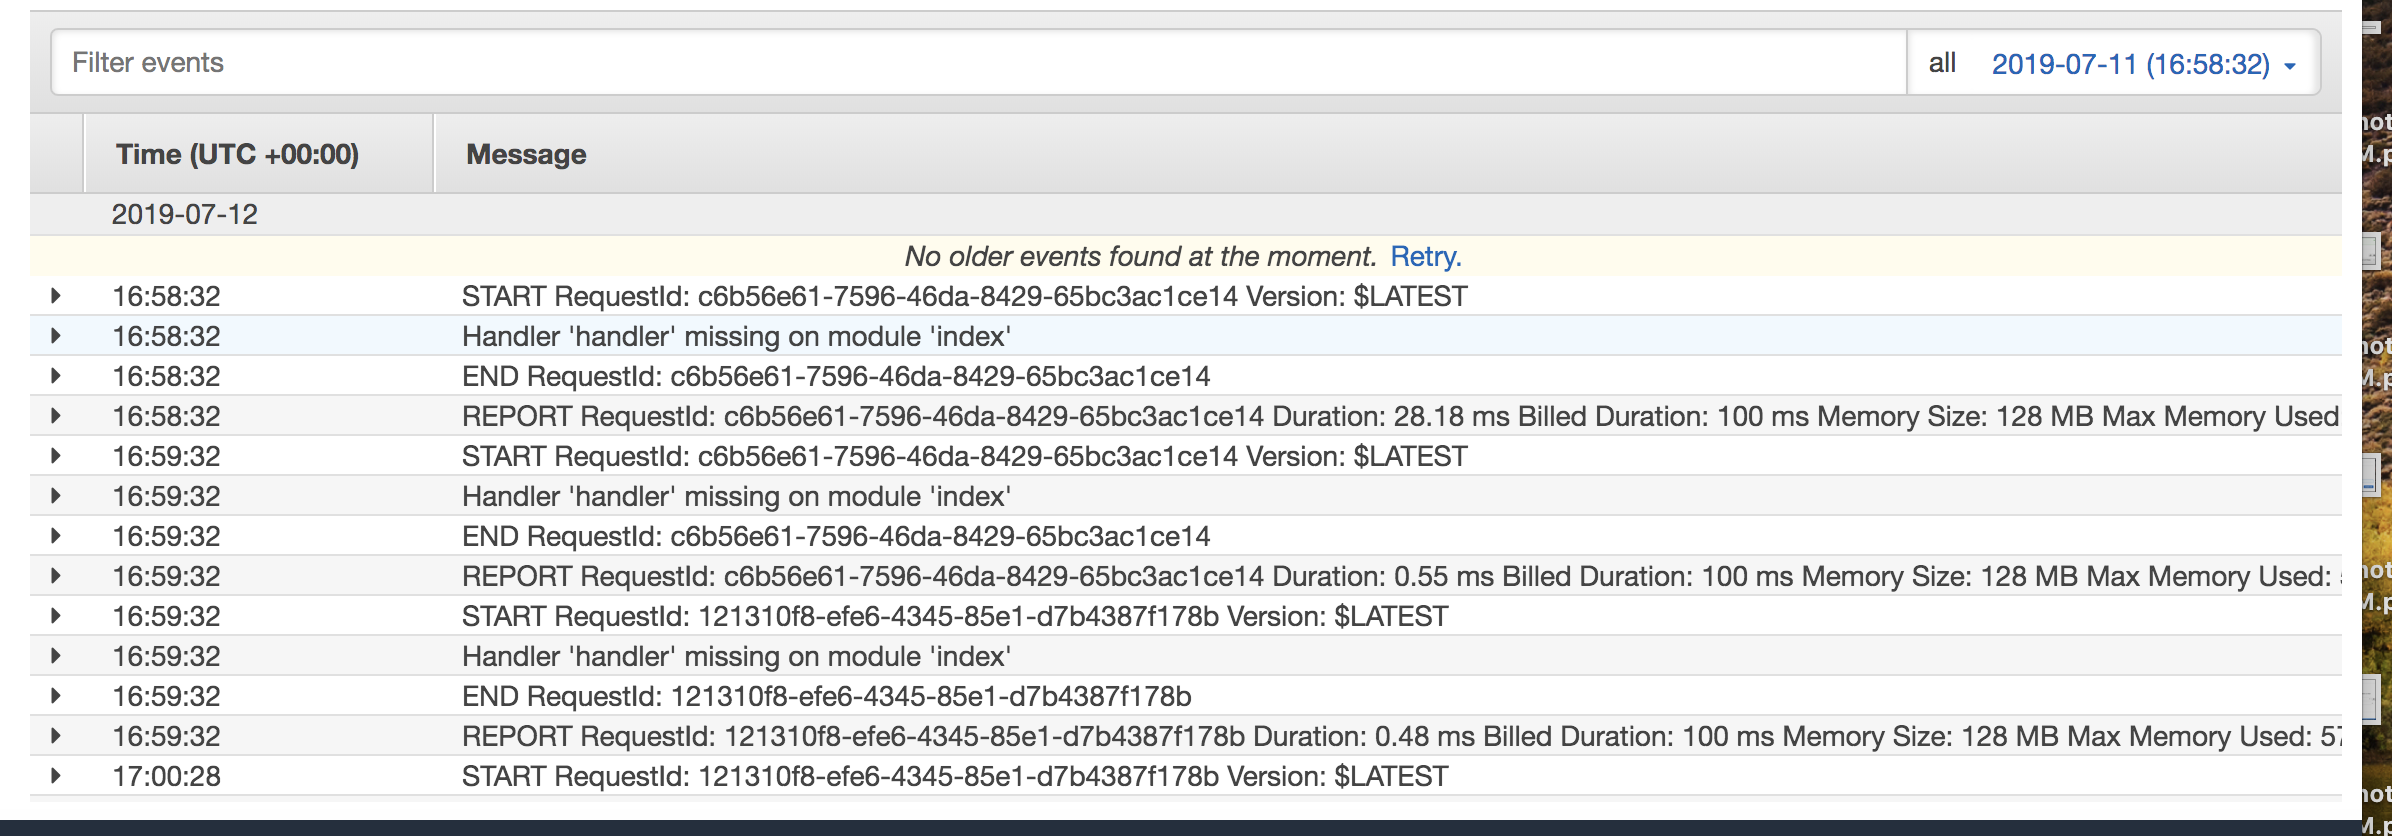 Filter events
all 2019-07-11 (16:58:32)
Time (UTC +00:00) Message
2019-07-12
No older events found at the moment. Retry.
16:58:32 START RequestId: c6b56e61-7596-46da-8429-65bc3ac1ce14 Version: $LATEST
16:58:32 Handler 'handler' missing on module 'index'
16:58:32 END RequestId: c6b56e61-7596-46da-8429-65bc3ac1ce14
16:58:32 REPORT RequestId: c6b56e61-7596-46da-8429-65bc3ac1ce14 Duration: 28.18 ms Billed Duration: 100 ms Memory Size: 128 MB Max Memory Used
16:59:32 START RequestId: c6b56e61-7596-46da-8429-65bc3ac1ce14 Version: $LATEST
16:59:32 Handler 'handler' missing on module 'index'
16:59:32 END RequestId: c6b56e61-7596-46da-8429-65bc3ac1ce14
16:59:32 REPORT RequestId: c6b56e61-7596-46da-8429-65bc3ac1ce14 Duration: 0.55 ms Billed Duration: 100 ms Memory Size: 128 MB Max Memory Used:
16:59:32 START RequestId: 121310f8-efe6-4345-85e1-d7b4387f178b Version: $LATEST
16:59:32 Handler 'handler' missing on module 'index'
16:59:32 END RequestId: 121310f8-efe6-4345-85e1-d7b4387f178b
16:59:32 REPORT RequestId: 121310f8-efe6-4345-85e1-d7b4387f178b Duration: 0.48 ms Billed Duration: 100 ms Memory Size: 128 MB Max Memory Used: 57
17:00:28 START RequestId: 121310f8-efe6-4345-85e1-d7b4387f178b Version: $LATEST